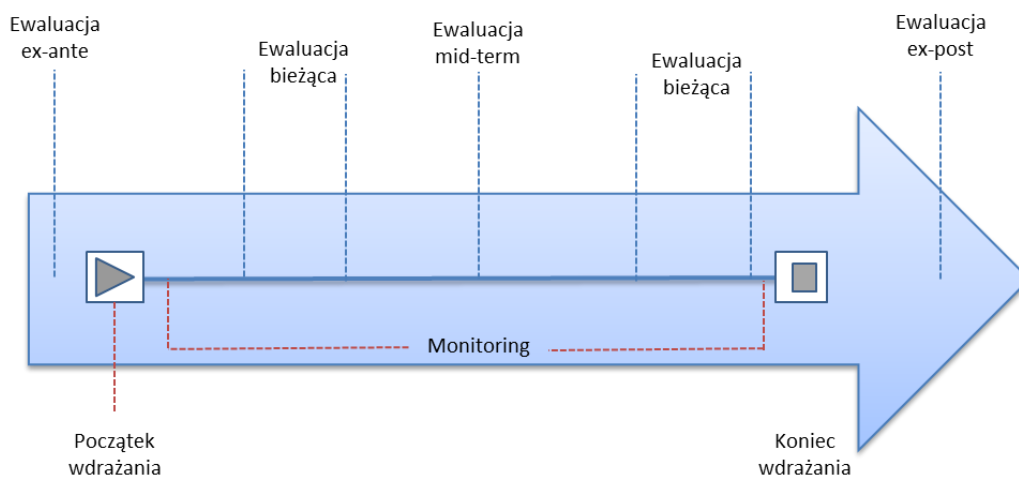 Ewaluacja
ex-ante
Ewaluacja
bieżąca
Ewaluacja
mid-term
Ewaluacja
bieżąca
Ewaluacja
ex-post
Monitoring
Początek
wdrażania
Koniec
wdrażania